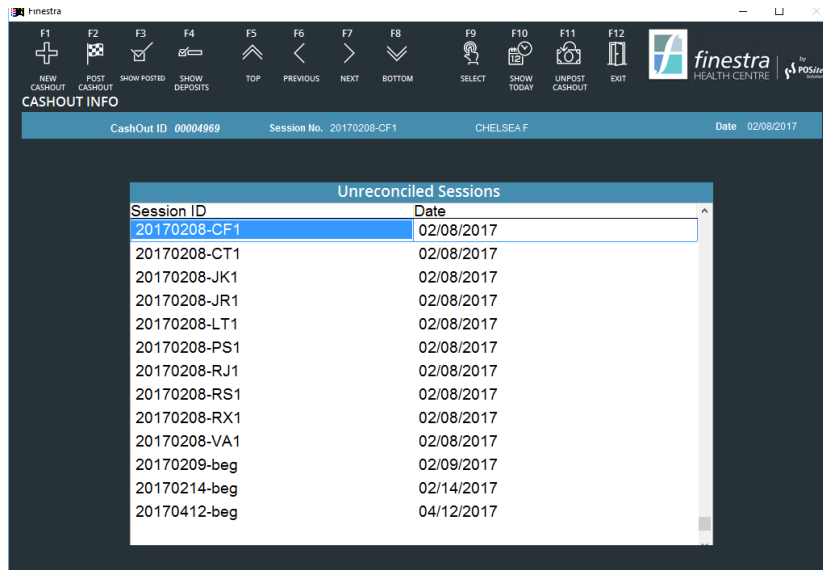 Finestra
F1 F2 F3 F4 F5 F6 F7 F8 F9 F10 F11 F12
12
NEW CASHOUT
POST CASHOUT
SHOW POSTED
SHOW DEPOSITS
TOP
PREVIOUS
NEXT
BOTTOM
SELECT
SHOW TODAY
UNPOST CASHOUT
EXIT
finestra
HEALTH CENTRE
by
POSite
Solutions
CASHOUT INFO
CashOut ID 00004969 Session No. 20170208-CF1 CHELSEA F Date 02/08/2017
Unreconciled Sessions
Session ID Date
20170208-CF1 02/08/2017
20170208-CT1 02/08/2017
20170208-JK1 02/08/2017
20170208-JR1 02/08/2017
20170208-LT1 02/08/2017
20170208-PS1 02/08/2017
20170208-RJ1 02/08/2017
20170208-RS1 02/08/2017
20170208-RX1 02/08/2017
20170208-VA1 02/08/2017
20170209-beg 02/09/2017
20170214-beg 02/14/2017
20170412-beg 04/12/2017